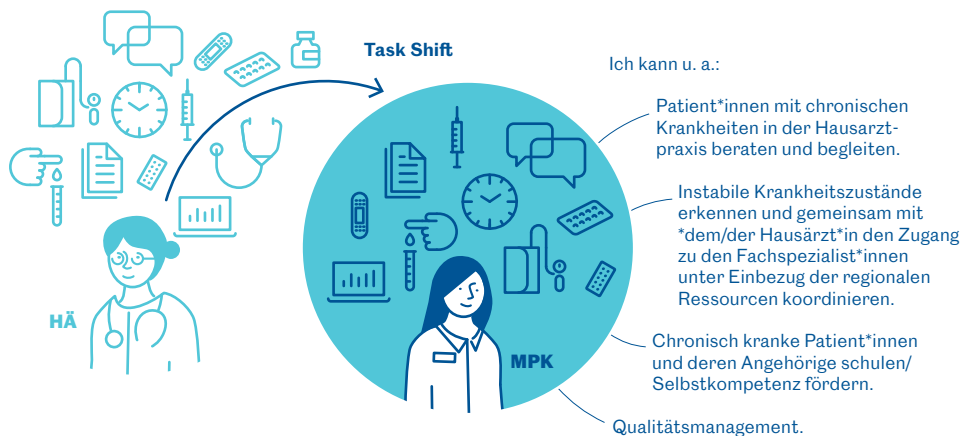 Task Shift
HÄ
MPK
Ich kann u. a.:
Patient*innen mit chronischen
Krankheiten in der Hausarzt-
praxis beraten und begleiten.
Instabile Krankheitszustände
erkennen und gemeinsam mit
*dem/der Hausärzt*in den Zugang
zu den Fachspezialist*innen
unter Einbezug der regionalen
Ressourcen koordinieren.
Chronisch kranke Patient*innen
und deren Angehörige schulen/
Selbstkompetenz fördern.
Qualitätsmanagement.